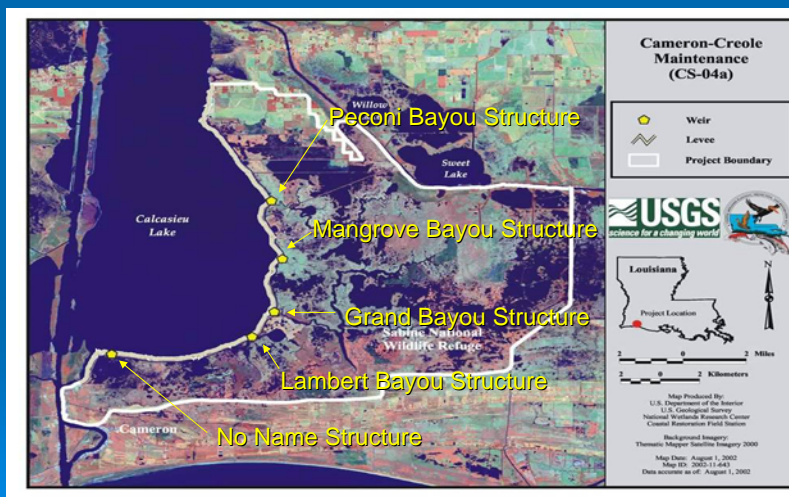 Willow
Peconi Bayou Structure
Sweet
Lake
Calcasieu
Lake
Mangrove Bayou Structure
Grand Bayou Structure
Sabine National
Wildlife Refuge
Lambert Bayou Structure
Cameron
No Name Structure
Cameron-Creole
Maintenance
(CS-04a)
Weir
Levee
Project Boundary
USGS
science for a changing world
N
Louisiana
Project Location
2 0 2 Miles
2 0 2 Kilometers
Map Produced By:
U.S. Department of the Interior
U.S. Geological Survey
National Wetlands Research Center
Coastal Restoration Field Station
Background Imagery:
Thematic Mapper Satellite Imagery 2000
Map Date: August 1, 2002
Map ID: 2002-11-643
Data accurate as of: August 1, 2002